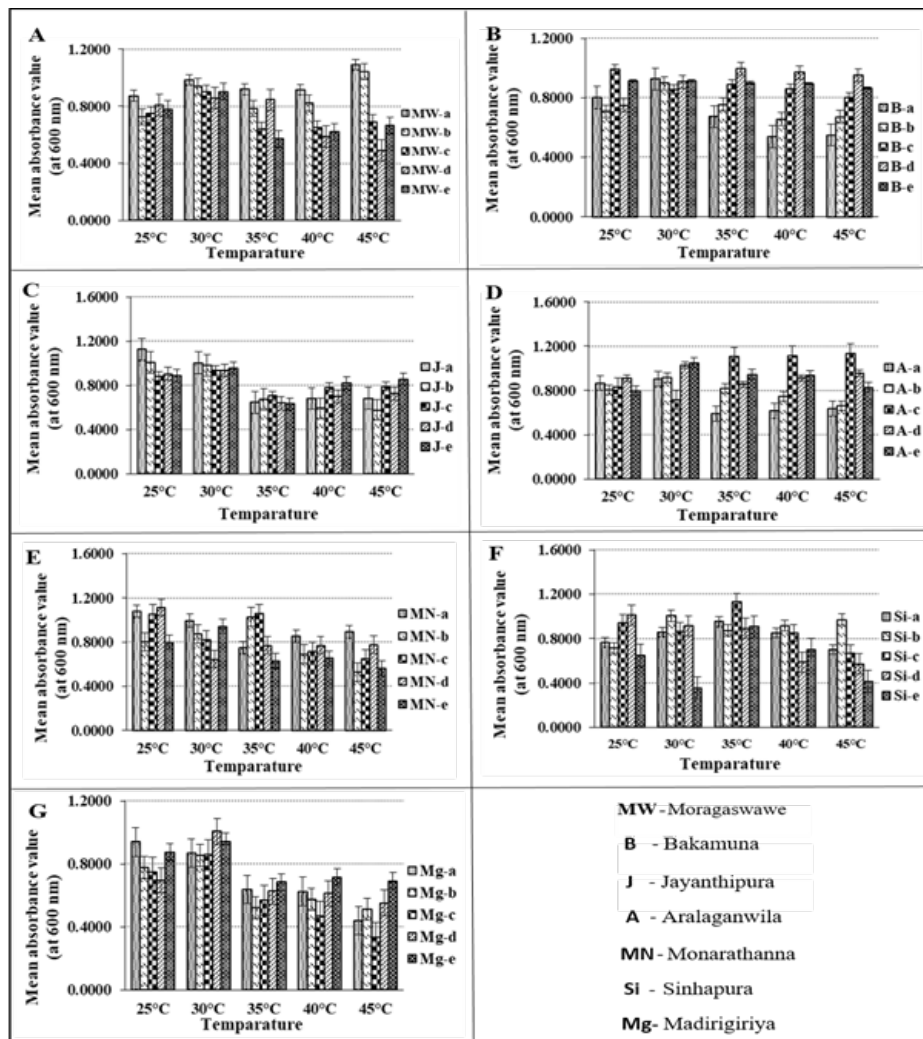 A
Mean absorbance value
(at 600 nm)
1.2000
0.8000
0.4000
0.0000
25°C 30°C 35°C 40°C 45°C
Temparature
MW-a
MW-b
MW-c
MW-d
MW-e
B
Mean absorbance value
(at 600 nm)
1.2000
0.8000
0.4000
0.0000
25°C 30°C 35°C 40°C 45°C
Temparature
B-a
B-b
B-c
B-d
B-e
C
Mean absorbance value
(at 600 nm)
1.6000
1.2000
0.8000
0.4000
0.0000
25°C 30°C 35°C 40°C 45°C
Temparature
J-a
J-b
J-c
J-d
J-e
D
Mean absorbance value
(at 600 nm)
1.6000
1.2000
0.8000
0.4000
0.0000
25°C 30°C 35°C 40°C 45°C
Temparature
A-a
A-b
A-c
A-d
A-e
E
Mean absorbance value
(at 600 nm)
1.6000
1.2000
0.8000
0.4000
0.0000
25°C 30°C 35°C 40°C 45°C
Temparature
MN-a
MN-b
MN-c
MN-d
MN-e
F
Mean absorbance value
(at 600 nm)
1.6000
1.2000
0.8000
0.4000
0.0000
25°C 30°C 35°C 40°C 45°C
Temparature
Si-a
Si-b
Si-c
Si-d
Si-e
G
Mean absorbance value
(at 600 nm)
1.2000
0.8000
0.4000
0.0000
25°C 30°C 35°C 40°C 45°C
Temparature
Mg-a
Mg-b
Mg-c
Mg-d
Mg-e
MW - Moragaswawe
B - Bakamuna
J - Jayanthipura
A - Aralaganwila
MN - Monarathanna
Si - Sinhapura
Mg- Madirigiriya